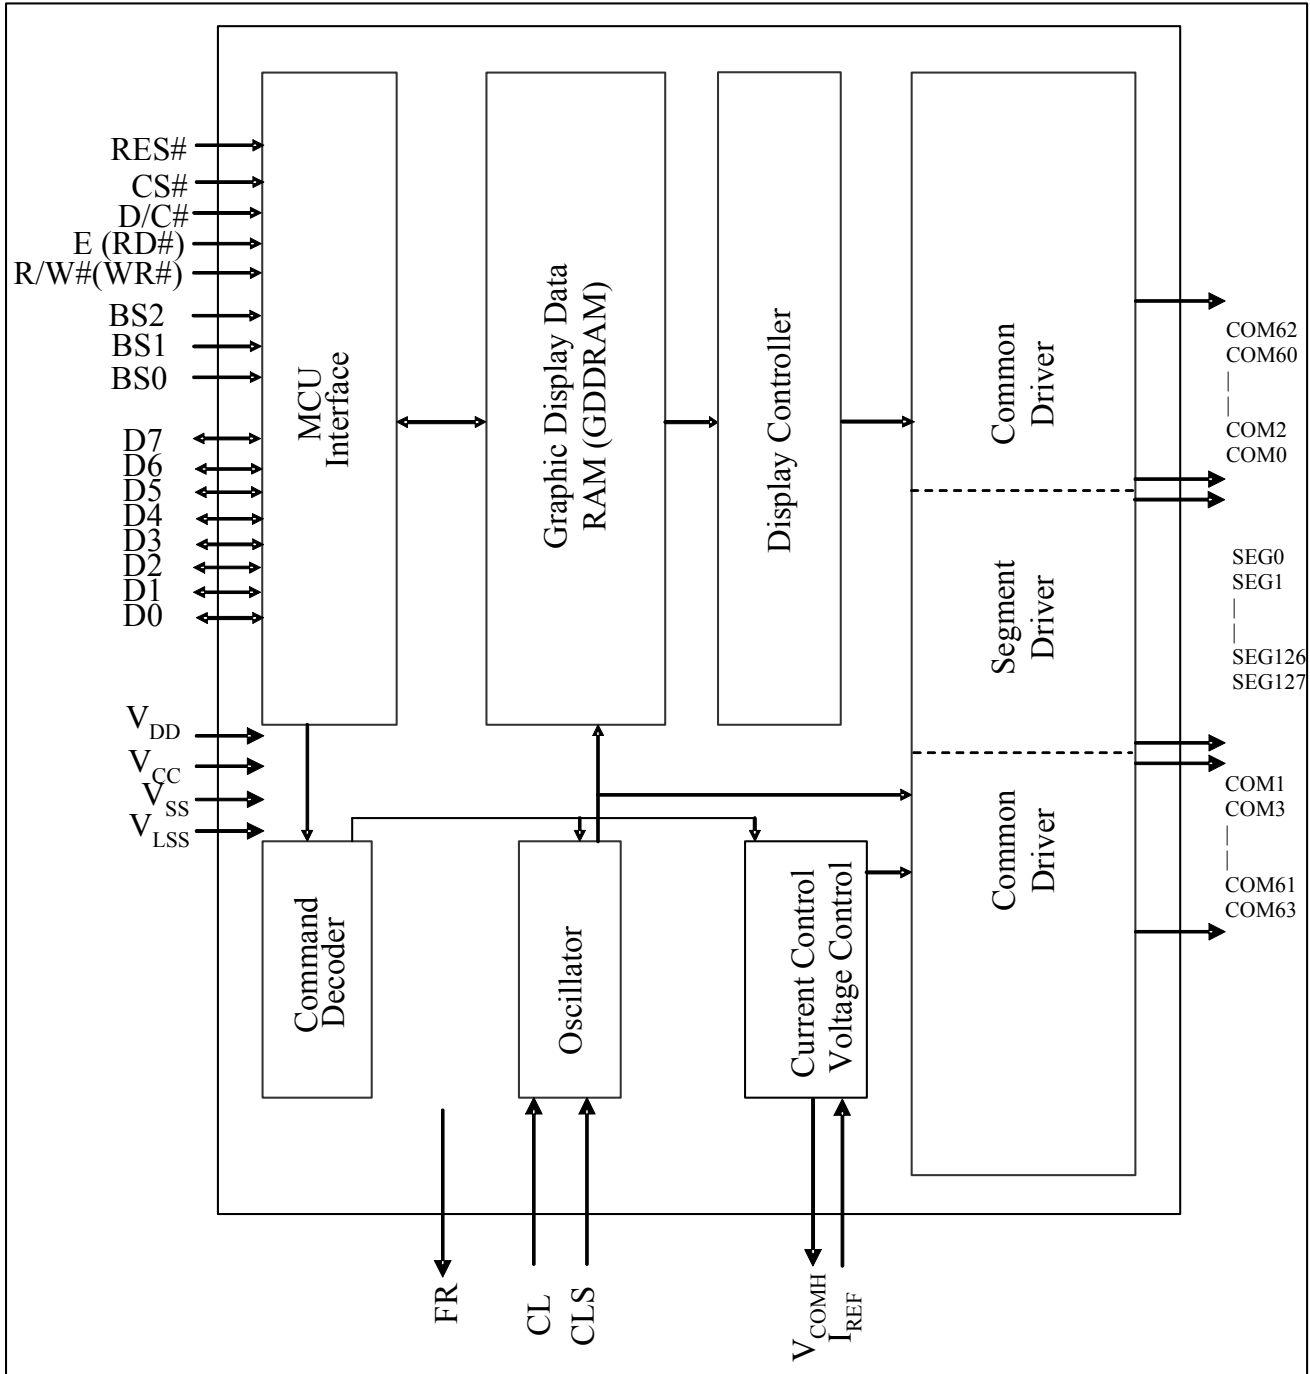 RES#
CS#
D/C#
E (RD#)
R/W#(WR#)
BS2
BS1
BS0
D7
D6
D5
D4
D3
D2
D1
D0
VDD
VCC
VSS
VLSS
MCU
Interface
Graphic Display Data
RAM (GDDRAM)
Display Controller
Common
Driver
Segment
Driver
Common
Driver
Command
Decoder
Oscillator
Current Control
Voltage Control
COM62
COM60
|
|
COM2
COM0
SEG0
SEG1
|
|
SEG126
SEG127
COM1
COM3
|
|
COM61
COM63
FR
CL
CLS
VCOMH
IREF